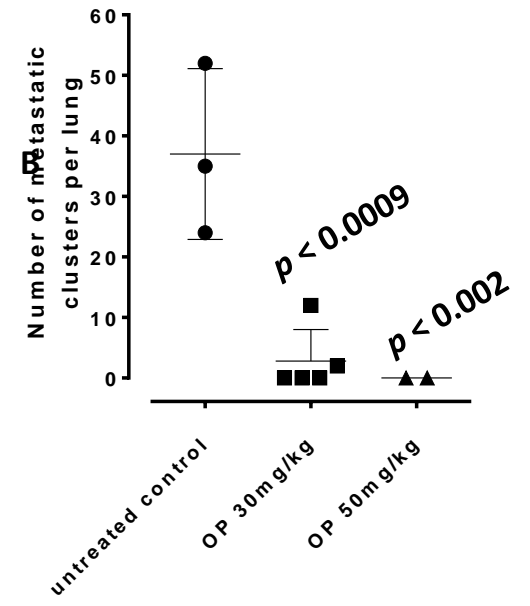 B
Number of metastatic
clusters per lung
60
50
40
30
20
10
0
p < 0.0009
p < 0.002
untreated control
OP 30mg/kg
OP 50mg/kg